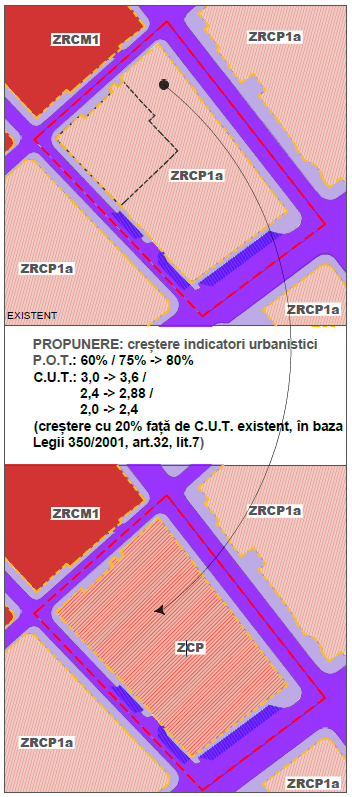 ZRCM1
ZRCP1a
ZRCP1a
ZRCP1a
ZRCP1a
EXISTENT
PROPUNERE: creștere indicatori urbanistici
P.O.T.: 60% / 75% -> 80%
C.U.T.: 3,0 -> 3,6 /
2,4 -> 2,88 /
2,0 -> 2,4
(creștere cu 20% față de C.U.T. existent, în baza
Legii 350/2001, art.32, lit.7)
ZRCM1
ZRCP1a
ZCP
ZRCP1a
ZRCP1a